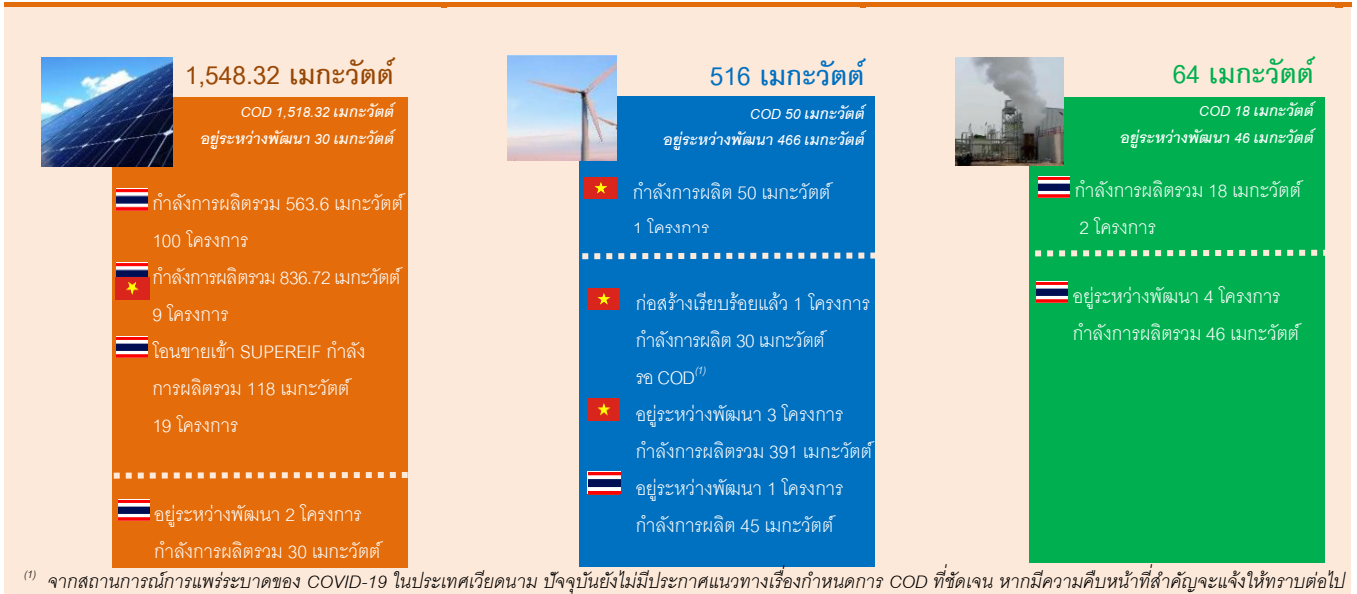 1,548.32 เมกะวัตต์
COD 1,518.32 เมกะวัตต์
อยู่ระหว่างพัฒนา 30 เมกะวัตต์
กำลังการผลิตรวม 563.6 เมกะวัตต์
100 โครงการ
กำลังการผลิตรวม 836.72 เมกะวัตต์
9 โครงการ
โอนขายเข้า SUPEREIF กำลัง
การผลิตรวม 118 เมกะวัตต์
19 โครงการ
อยู่ระหว่างพัฒนา 2 โครงการ
กำลังการผลิตรวม 30 เมกะวัตต์
516 เมกะวัตต์
COD 50 เมกะวัตต์
อยู่ระหว่างพัฒนา 466 เมกะวัตต์
กำลังการผลิต 50 เมกะวัตต์
1 โครงการ
ก่อสร้างเรียบร้อยแล้ว 1 โครงการ
กำลังการผลิต 30 เมกะวัตต์
รอ COD⁽¹⁾
อยู่ระหว่างพัฒนา 3 โครงการ
กำลังการผลิตรวม 391 เมกะวัตต์
อยู่ระหว่างพัฒนา 1 โครงการ
กำลังการผลิต 45 เมกะวัตต์
64 เมกะวัตต์
COD 18 เมกะวัตต์
อยู่ระหว่างพัฒนา 46 เมกะวัตต์
กำลังการผลิตรวม 18 เมกะวัตต์
2 โครงการ
อยู่ระหว่างพัฒนา 4 โครงการ
กำลังการผลิตรวม 46 เมกะวัตต์
⁽¹⁾ จากสถานการณ์การแพร่ระบาดของ COVID-19 ในประเทศเวียดนาม ปัจจุบันยังไม่มีประกาศแนวทางเรื่องกำหนดการ COD ที่ชัดเจน หากมีความคืบหน้าที่สำคัญจะแจ้งให้ทราบต่อไป